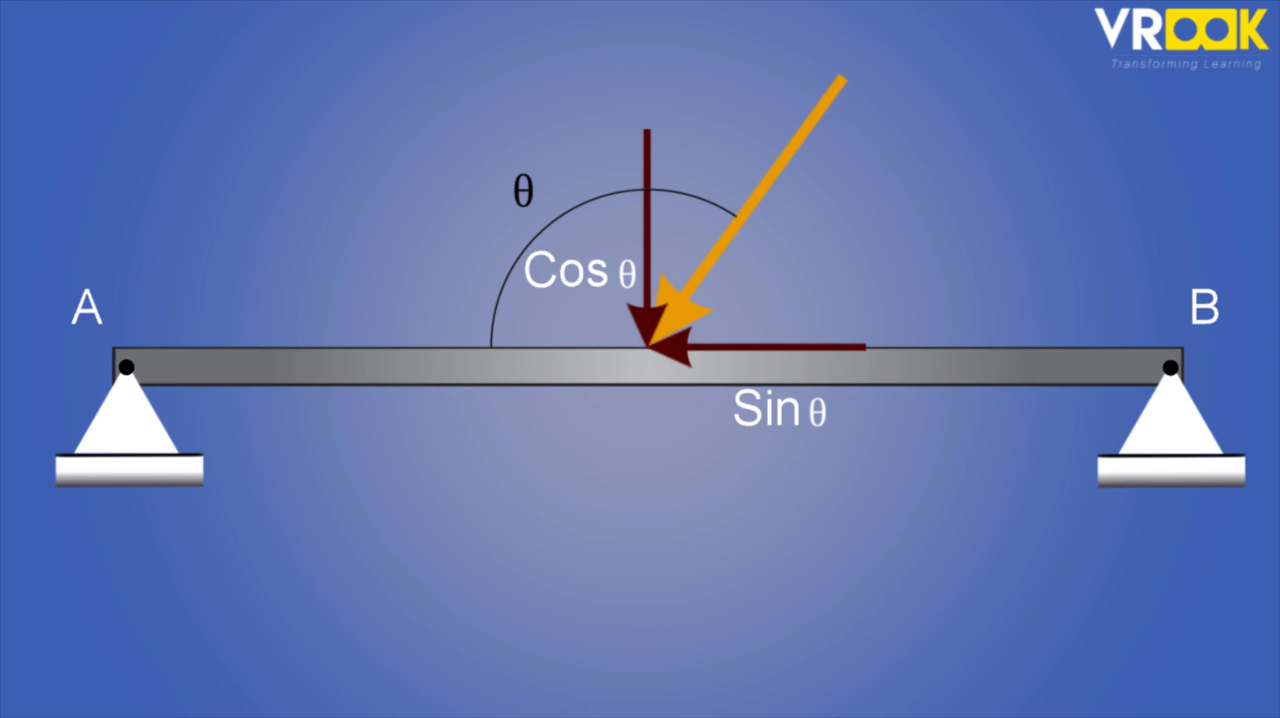 VROOK
Transforming Learning
θ
Cos θ
A
B
Sin θ